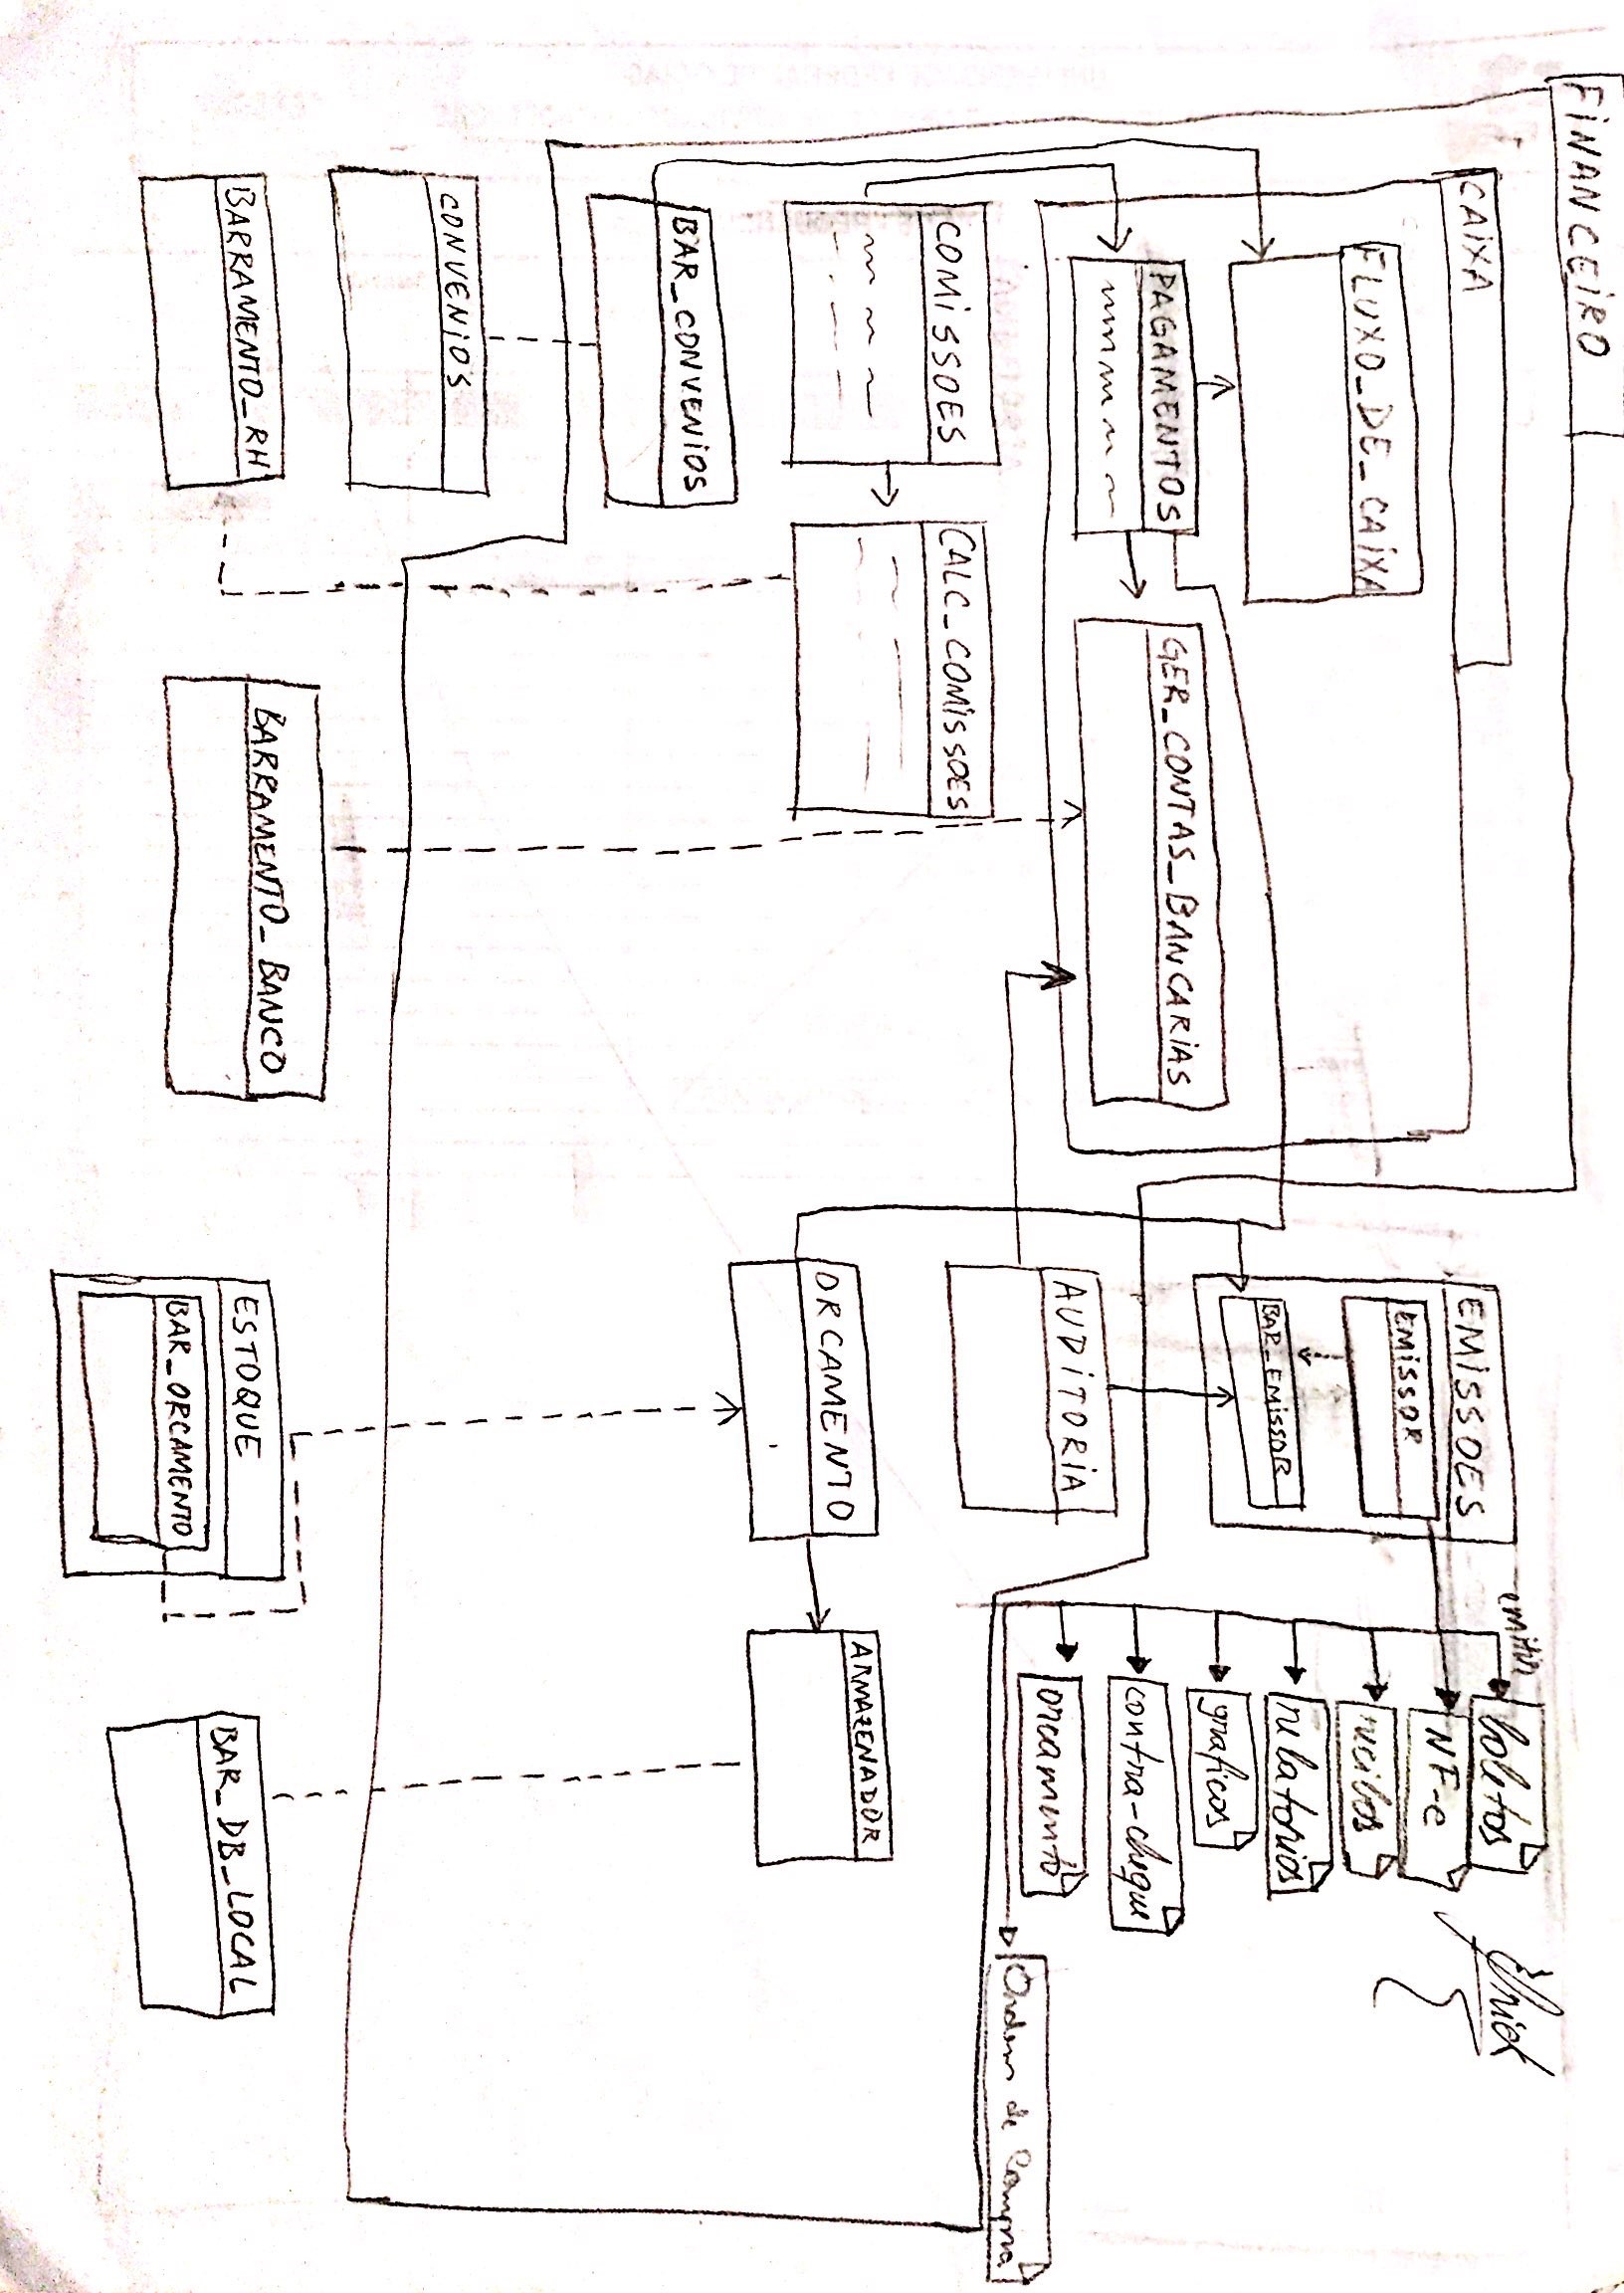 FINANCEIRO
CAIXA
FLUXO_DE_CAIXA
PAGAMENTOS
GER_CONTAS_BANCARIAS
COMISSOES
CALC_COMISSOES
BAR_CONVENIOS
CONVENIOS
BARRAMENTO_RH
BARRAMENTO_BANCO
EMISSOES
EMISSOR
BAR_EMISSOR
AUDITORIA
ORCAMENTO
ARMAZENADOR
ESTOQUE
BAR_ORCAMENTO
BAR_DB_LOCAL
emitir
boletos
NF-e
recibos
relatorios
graficos
contra-cheque
orcamento
Ordem de Compra